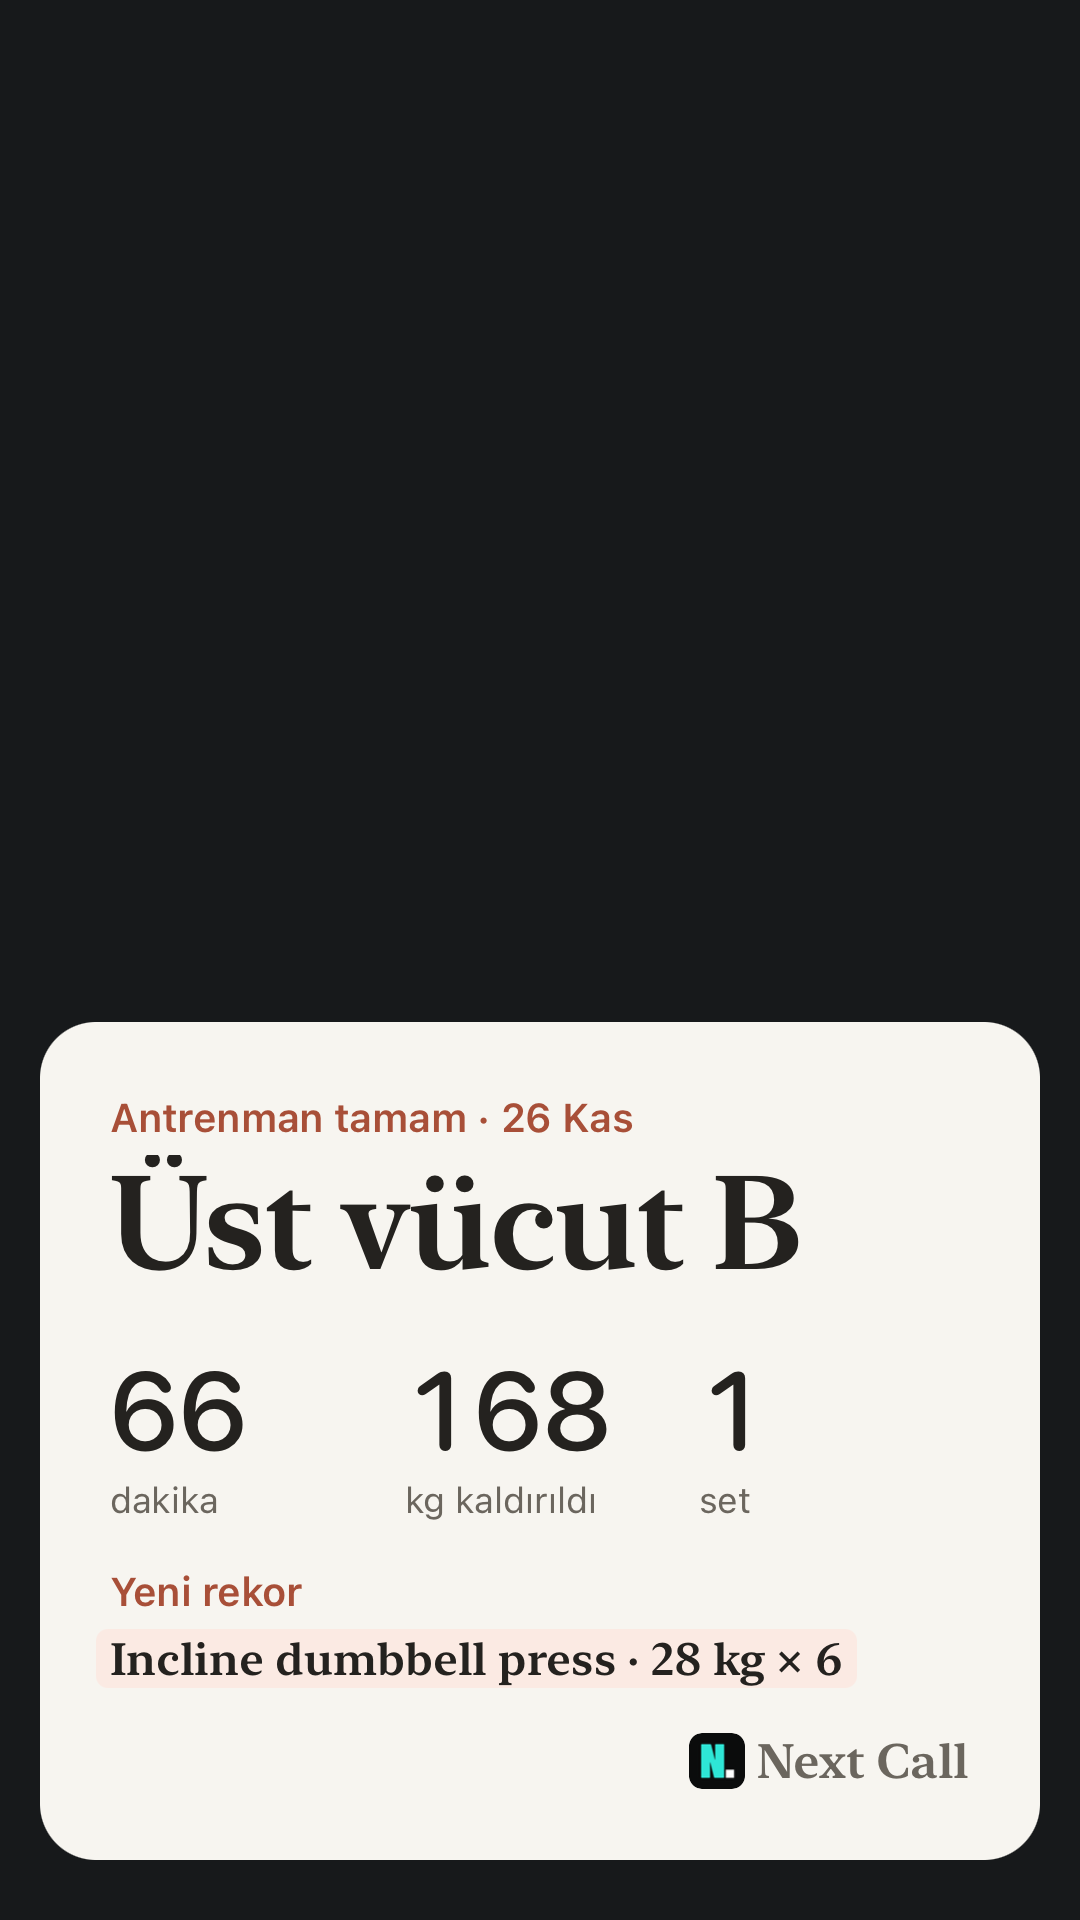 Antrenman tamam · 26 Kas
Üst vücut B
66 168 1
dakika kg kaldırıldı set
Yeni rekor
Incline dumbbell press · 28 kg × 6
N. Next Call